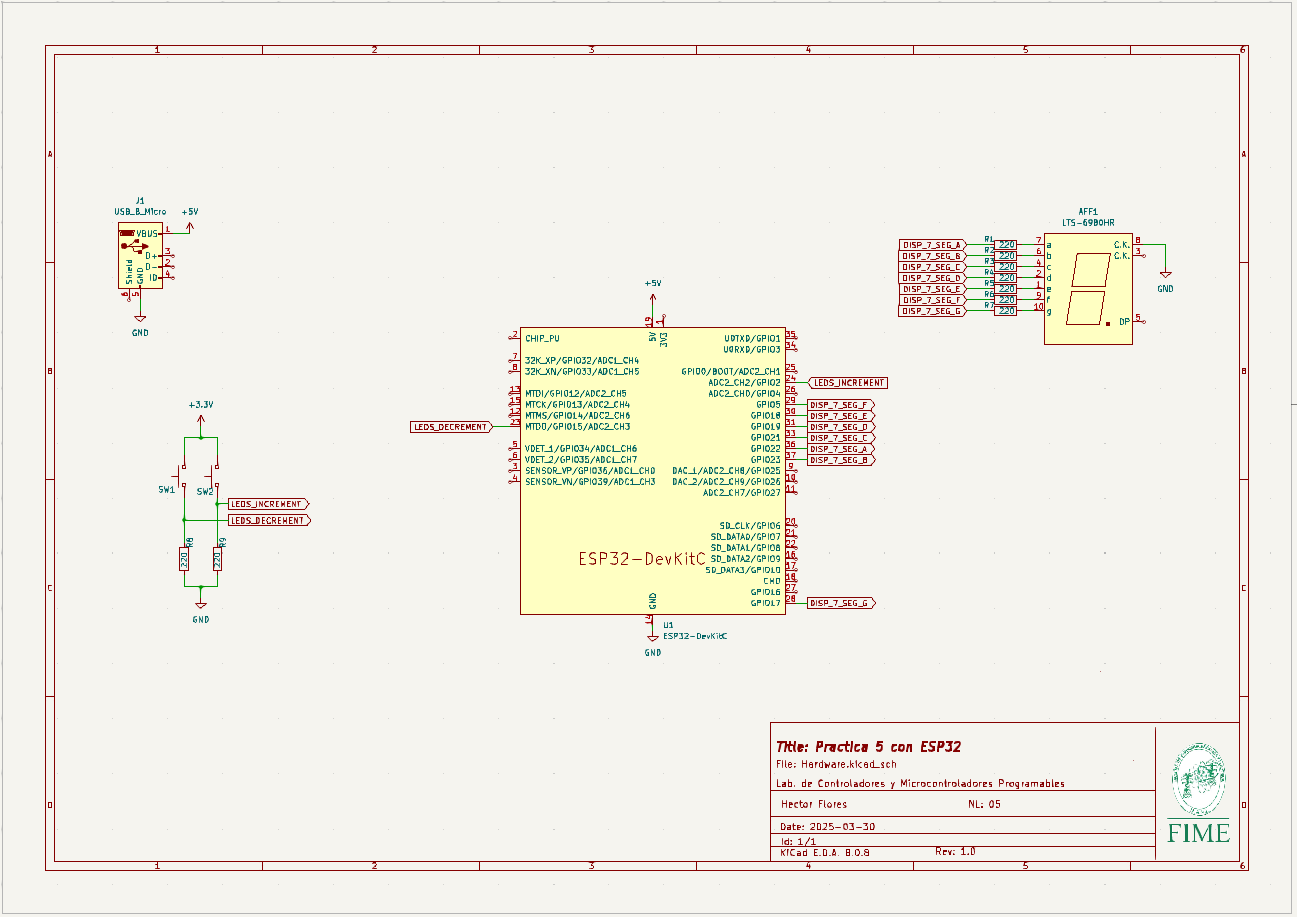 1 2 3 4 5 6
A
B
C
D
J1
USB_B_Micro
+5V
VBUS 1
D+ 3
D- 2
ID 4
Shield
GND
6 5
GND
+3.3V
SW1
SW2
LEDS_INCREMENT
LEDS_DECREMENT
R8
220
R9
220
GND
LEDS_DECREMENT
+5V
19 1
5V 3V3
2 CHIP_PU
7 32K_XP/GPIO32/ADC1_CH4
8 32K_XN/GPIO33/ADC1_CH5
13 MTDI/GPIO12/ADC2_CH5
15 MTCK/GPIO13/ADC2_CH4
12 MTMS/GPIO14/ADC2_CH6
23 MTDO/GPIO15/ADC2_CH3
5 VDET_1/GPIO34/ADC1_CH6
6 VDET_2/GPIO35/ADC1_CH7
3 SENSOR_VP/GPIO36/ADC1_CH0
4 SENSOR_VN/GPIO39/ADC1_CH3
U0TXD/GPIO1 35
U0RXD/GPIO3 34
GPIO0/BOOT/ADC2_CH1 25
ADC2_CH2/GPIO2 24 LEDS_INCREMENT
ADC2_CH0/GPIO4 26
GPIO5 29 DISP_7_SEG_F
GPIO18 30 DISP_7_SEG_E
GPIO19 31 DISP_7_SEG_D
GPIO21 33 DISP_7_SEG_C
GPIO22 36 DISP_7_SEG_A
GPIO23 37 DISP_7_SEG_B
DAC_1/ADC2_CH8/GPIO25 9
DAC_2/ADC2_CH9/GPIO26 10
ADC2_CH7/GPIO27 11
SD_CLK/GPIO6 20
SD_DATA0/GPIO7 21
SD_DATA1/GPIO8 22
SD_DATA2/GPIO9 16
SD_DATA3/GPIO10 17
CMD 18
GPIO16 27
GPIO17 28 DISP_7_SEG_G
ESP32-DevKitC
GND
14
U1
ESP32-DevKitC
GND
AFF1
LTS-6980HR
DISP_7_SEG_A R1 220 7 a
DISP_7_SEG_B R2 220 6 b
DISP_7_SEG_C R3 220 4 c
DISP_7_SEG_D R4 220 2 d
DISP_7_SEG_E R5 220 1 e
DISP_7_SEG_F R6 220 9 f
DISP_7_SEG_G R7 220 10 g
C.K. 8
C.K. 3
DP 5
GND
Title: Practica 5 con ESP32
File: Hardware.kicad_sch
Lab. de Controladores y Microcontroladores Programables
Hector Flores NL: 05
Date: 2025-03-30
Id: 1/1
KiCad E.D.A. 8.0.8 Rev: 1.0
FIME
A
B
C
D
1 2 3 4 5 6